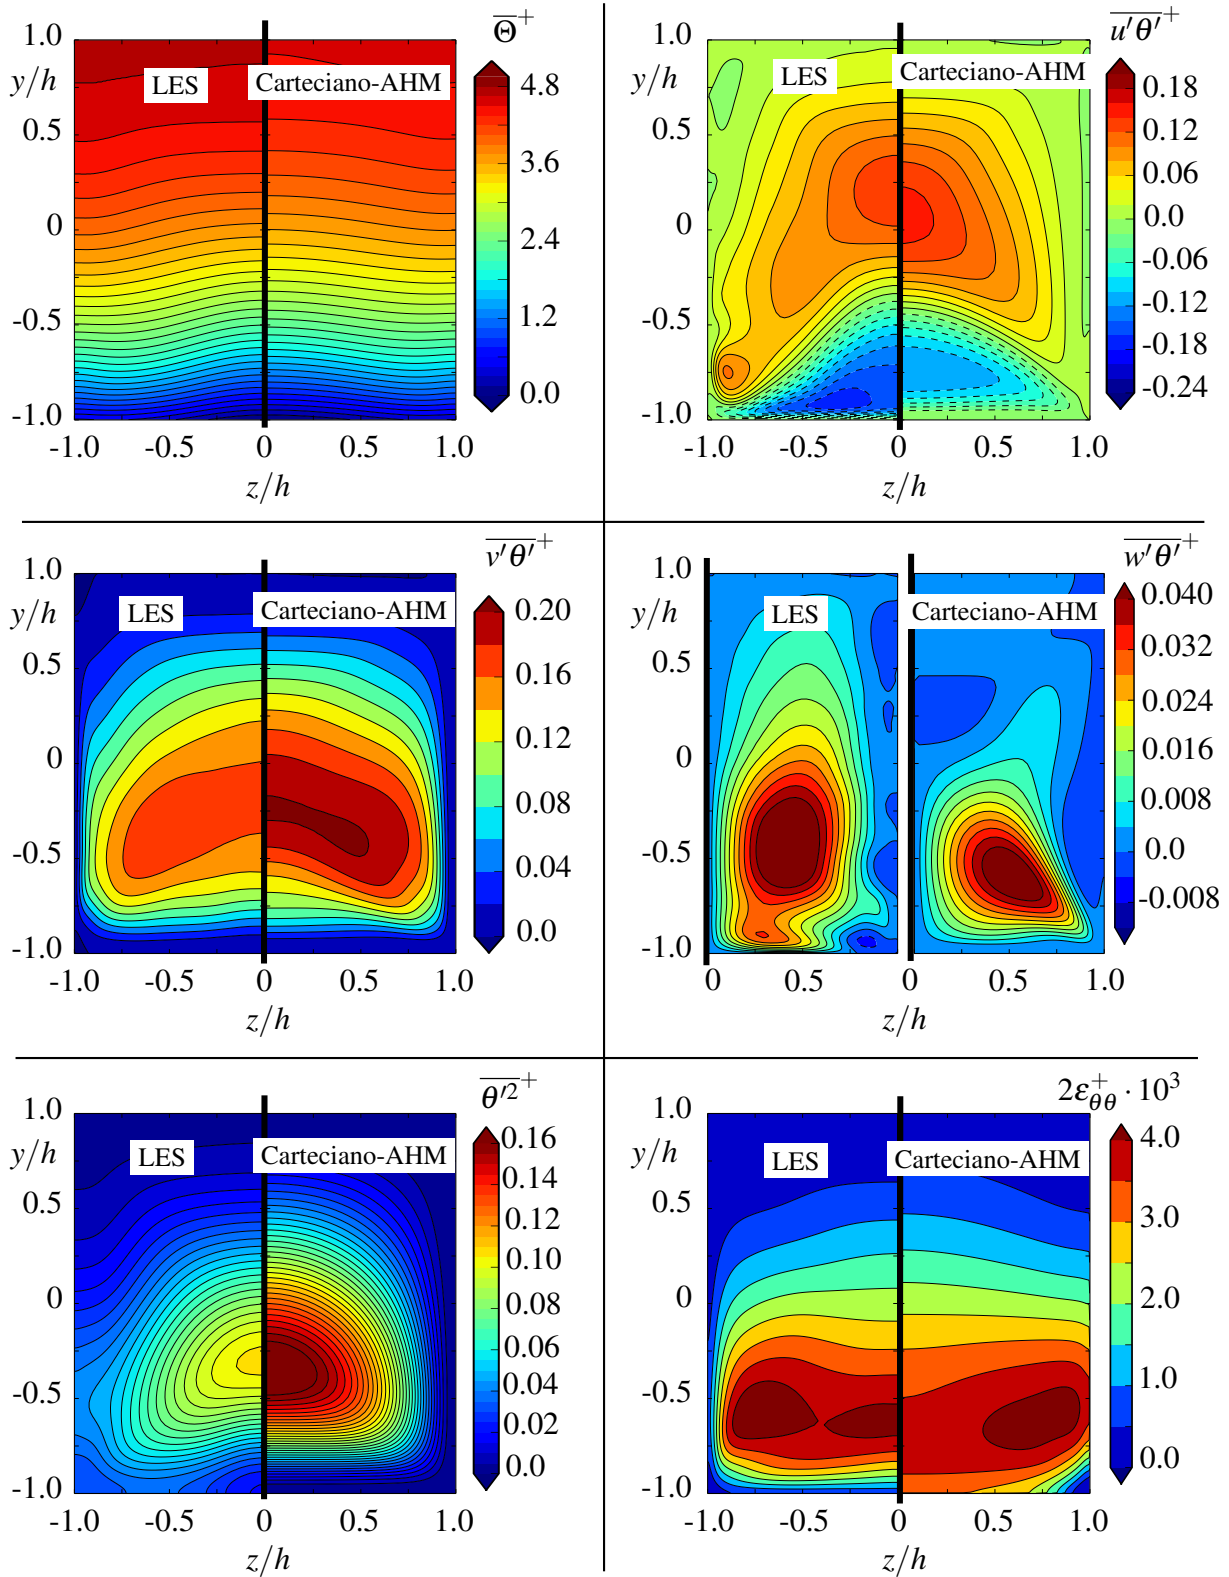 1.0
y/h
0.5
0
-0.5
-1.0
-1.0 -0.5 0 0.5 1.0
z/h
LES
Carteciano-AHM
Θ̅⁺
4.8
3.6
2.4
1.2
0.0
1.0
y/h
0.5
0
-0.5
-1.0
-1.0 -0.5 0 0.5 1.0
z/h
LES
Carteciano-AHM
u′θ′⁺
0.18
0.12
0.06
0.0
-0.06
-0.12
-0.18
-0.24
1.0
y/h
0.5
0
-0.5
-1.0
-1.0 -0.5 0 0.5 1.0
z/h
LES
Carteciano-AHM
v′θ′⁺
0.20
0.16
0.12
0.08
0.04
0.0
1.0
y/h
0.5
0
-0.5
-1.0
0 0.5 0 0.5 1.0
z/h
LES
Carteciano-AHM
w′θ′⁺
0.040
0.032
0.024
0.016
0.008
0.0
-0.008
1.0
y/h
0.5
0
-0.5
-1.0
-1.0 -0.5 0 0.5 1.0
z/h
LES
Carteciano-AHM
θ′²⁺
0.16
0.14
0.10
0.08
0.06
0.04
0.02
0.0
1.0
y/h
0.5
0
-0.5
-1.0
-1.0 -0.5 0 0.5 1.0
z/h
LES
Carteciano-AHM
2ε⁺θθ · 10³
4.0
3.0
2.0
1.0
0.0